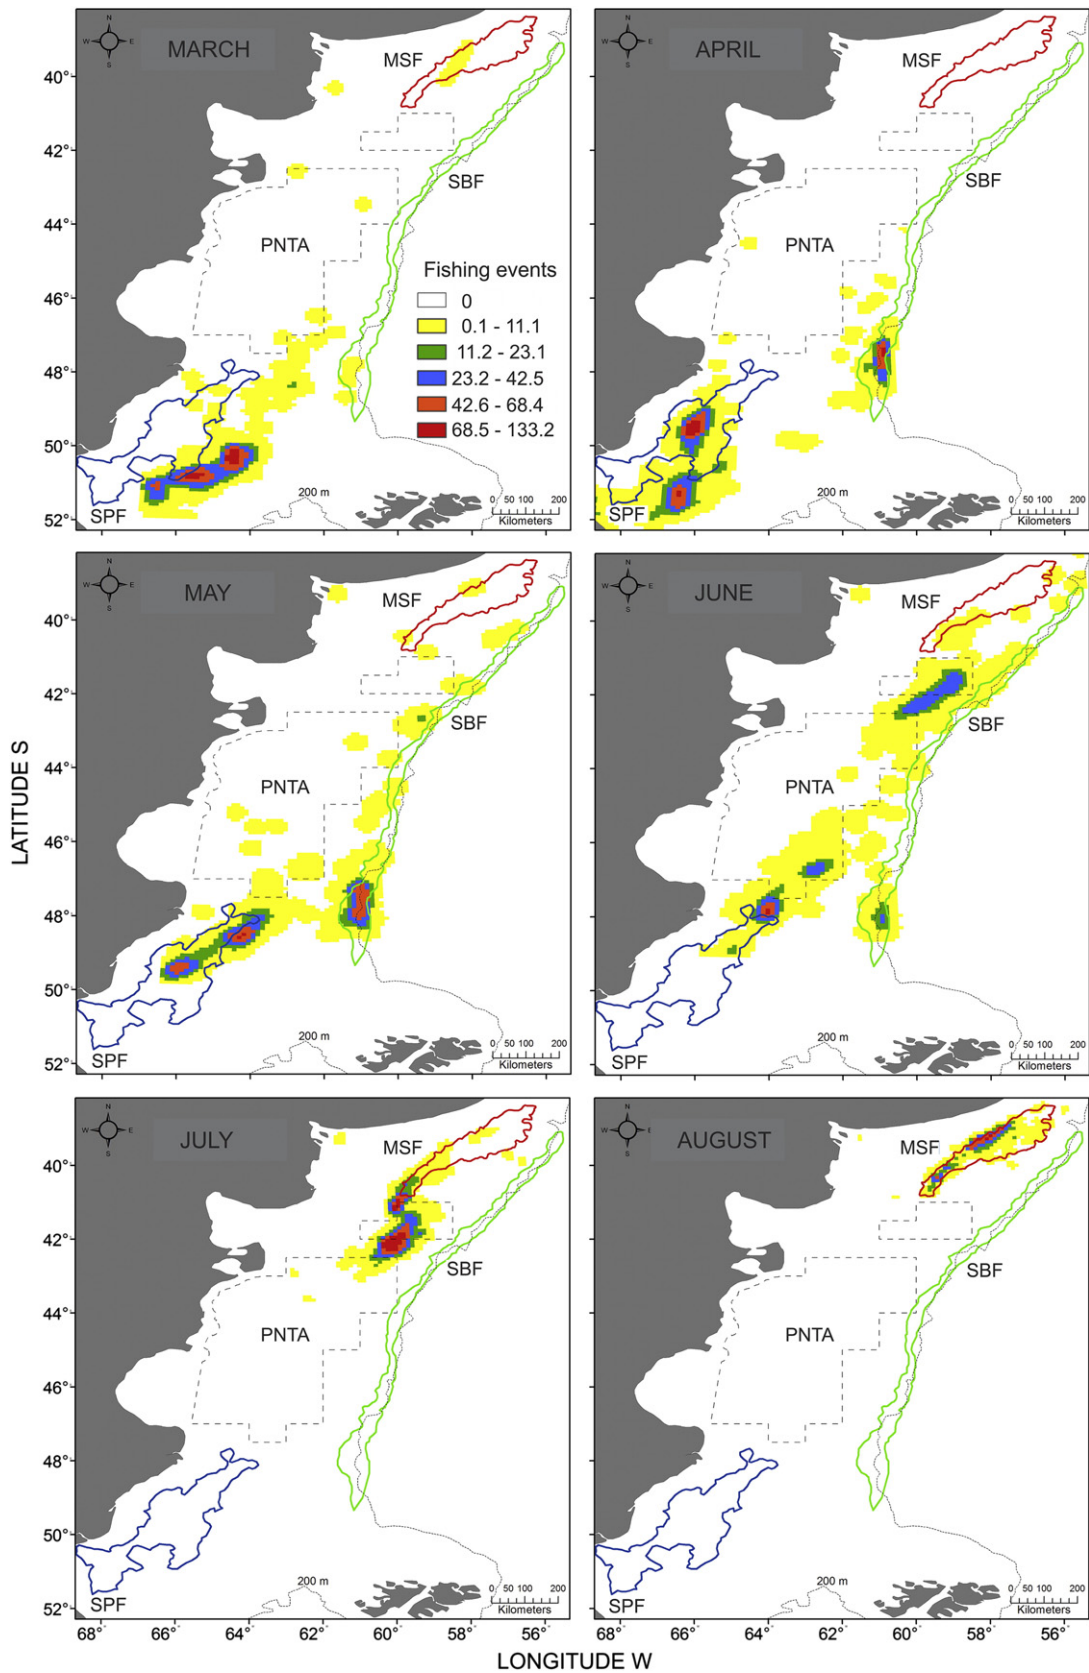 N
W E
S
MARCH
MSF
SBF
PNTA
Fishing events
0
0.1 - 11.1
11.2 - 23.1
23.2 - 42.5
42.6 - 68.4
68.5 - 133.2
SPF
200 m
0 50 100 200
Kilometers
40°
42°
44°
46°
48°
50°
52°
N
W E
S
APRIL
MSF
SBF
PNTA
SPF
200 m
0 50 100 200
Kilometers
N
W E
S
MAY
MSF
SBF
PNTA
SPF
200 m
0 50 100 200
Kilometers
40°
42°
44°
46°
48°
50°
52°
N
W E
S
JUNE
MSF
SBF
PNTA
SPF
200 m
0 50 100 200
Kilometers
LATITUDE S
N
W E
S
JULY
MSF
SBF
PNTA
SPF
200 m
0 50 100 200
Kilometers
40°
42°
44°
46°
48°
50°
52°
68° 66° 64° 62° 60° 58° 56°
N
W E
S
AUGUST
MSF
SBF
PNTA
SPF
200 m
0 50 100 200
Kilometers
68° 66° 64° 62° 60° 58° 56°
LONGITUDE W